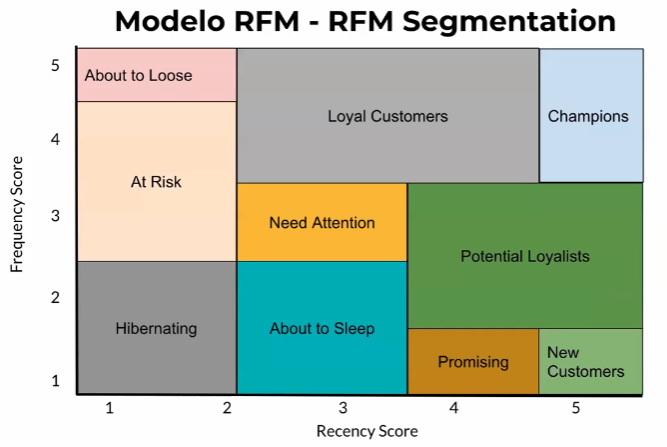 Modelo RFM - RFM Segmentation
5
4
3
2
1
Frequency Score
About to Loose
Loyal Customers
Champions
At Risk
Need Attention
Potential Loyalists
Hibernating
About to Sleep
Promising
New
Customers
1 2 3 4 5
Recency Score